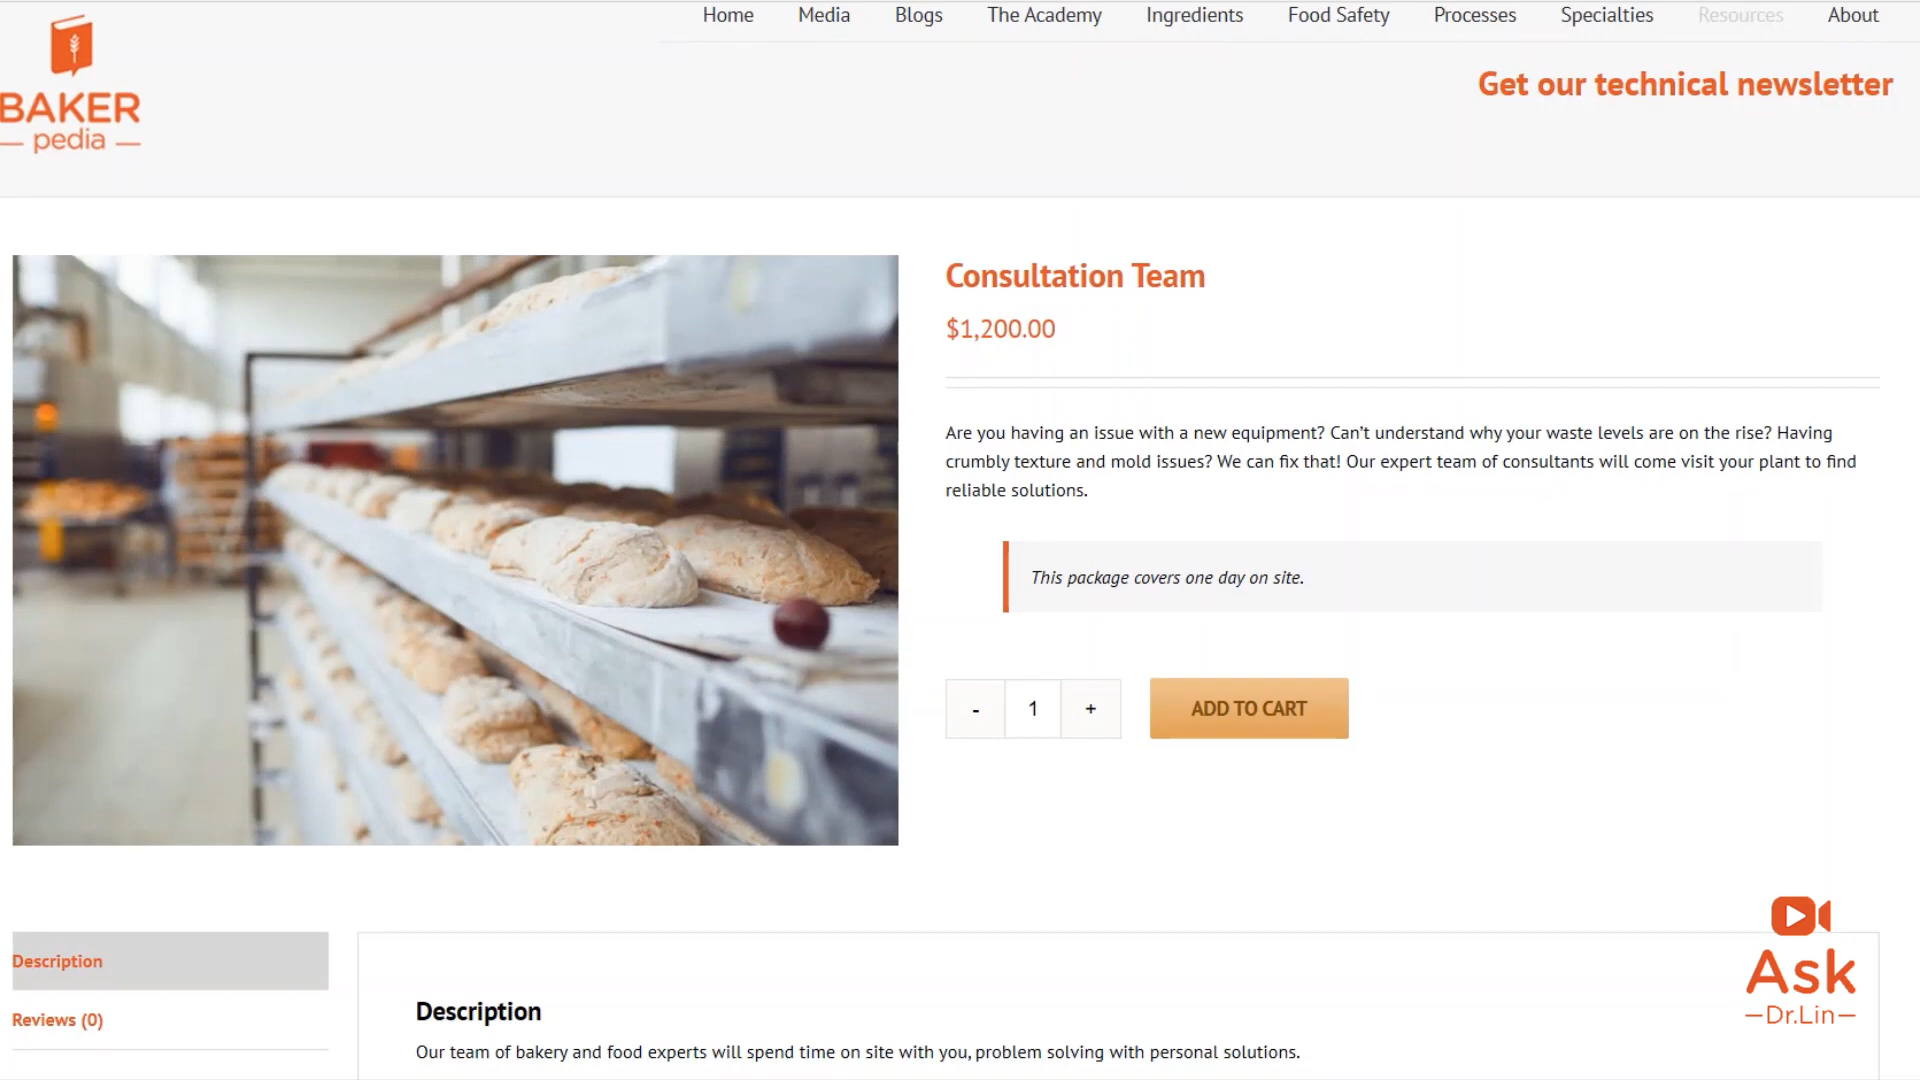 Home Media Blogs The Academy Ingredients Food Safety Processes Specialties Resources About
BAKER
pedia
Get our technical newsletter
Consultation Team
$1,200.00
Are you having an issue with a new equipment? Can’t understand why your waste levels are on the rise? Having
crumbly texture and mold issues? We can fix that! Our expert team of consultants will come visit your plant to find
reliable solutions.
This package covers one day on site.
- 1 +
ADD TO CART
Description
Reviews (0)
Description
Our team of bakery and food experts will spend time on site with you, problem solving with personal solutions.
Ask
Dr.Lin